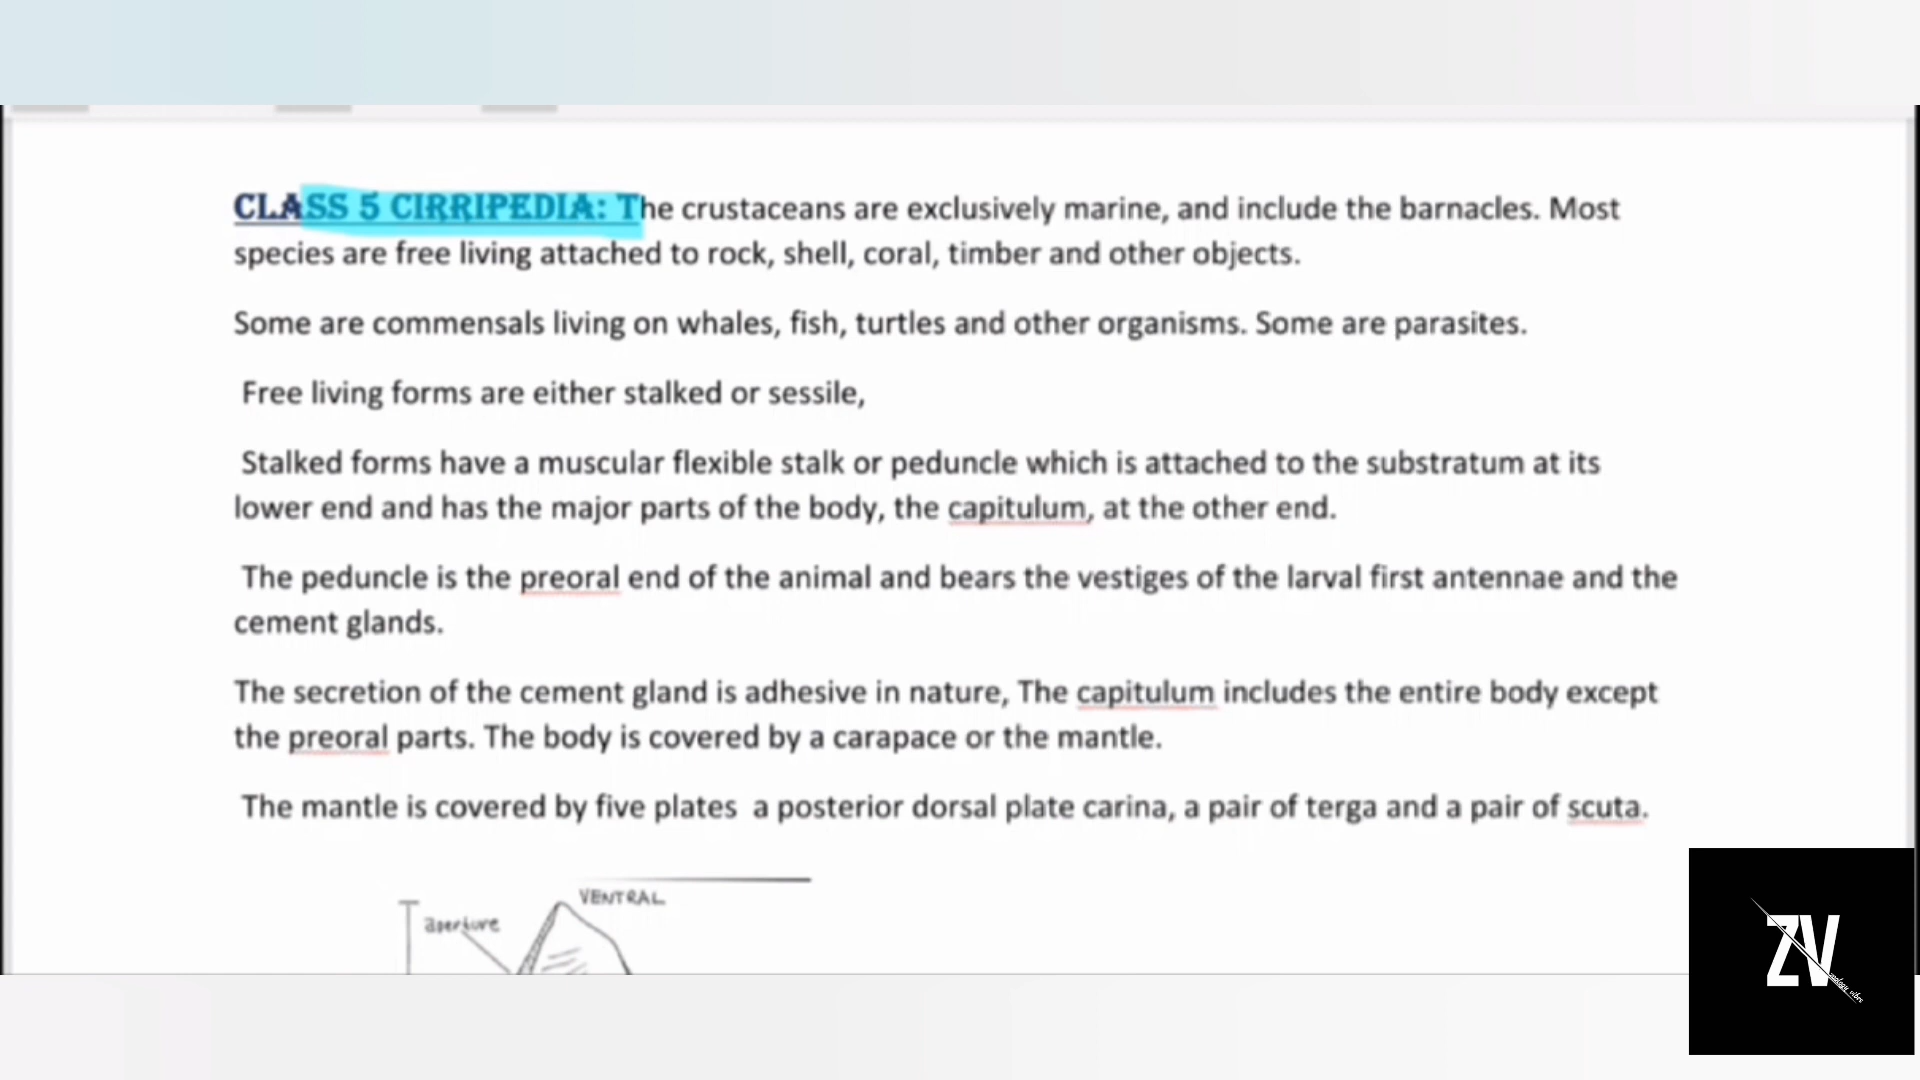 CLASS 5 CIRRIPEDIA: The crustaceans are exclusively marine, and include the barnacles. Most
species are free living attached to rock, shell, coral, timber and other objects.
Some are commensals living on whales, fish, turtles and other organisms. Some are parasites.
Free living forms are either stalked or sessile,
Stalked forms have a muscular flexible stalk or peduncle which is attached to the substratum at its
lower end and has the major parts of the body, the capitulum, at the other end.
The peduncle is the preoral end of the animal and bears the vestiges of the larval first antennae and the
cement glands.
The secretion of the cement gland is adhesive in nature, The capitulum includes the entire body except
the preoral parts. The body is covered by a carapace or the mantle.
The mantle is covered by five plates  a posterior dorsal plate carina, a pair of terga and a pair of scuta.
VENTRAL
aperture
ZV